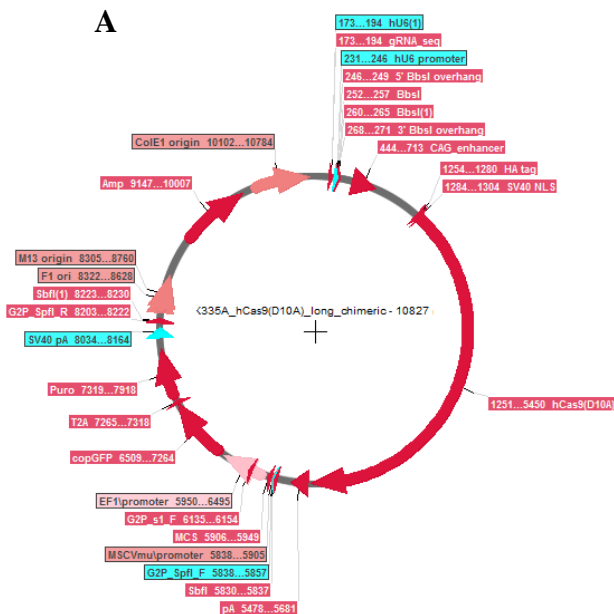 A
173...194 hU6(1)
173...194 gRNA_seq
231...246 hU6 promoter
246...249 5' BbsI overhang
252...257 BbsI
260...265 BbsI(1)
268...271 3' BbsI overhang
444...713 CAG_enhancer
1254...1280 HA tag
1284...1304 SV40 NLS
ColE1 origin 10102...10784
Amp 9147...10007
M13 origin 8305...8760
F1 ori 8322...8628
SbfI(1) 8223...8230
G2P_SpfI_R 8203...8222
SV40 pA 8034...8164
335A_hCas9(D10A)_long_chimeric - 10827
Puro 7319...7918
T2A 7265...7318
copGFP 6509...7264
1251...5450 hCas9(D10A)
EF1\promoter 5950...6495
G2P_s1_F 6135...6154
MCS 5906...5949
MSCVmu\promoter 5838...5905
G2P_SpfI_F 5838...5857
SbfI 5830...5837
pA 5478...5681